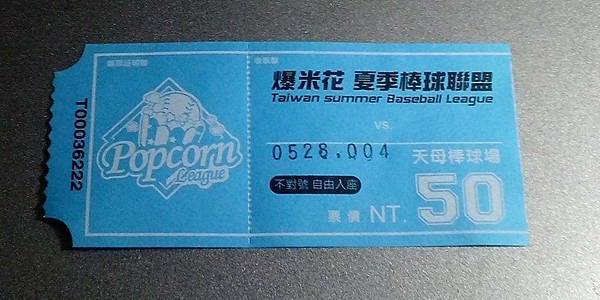 T00036222
Popcorn
League
爆米花 夏季棒球聯盟
Taiwan summer Baseball League
vs.
0528.004
天母棒球場
不對號 自由入座
票價 NT. 50